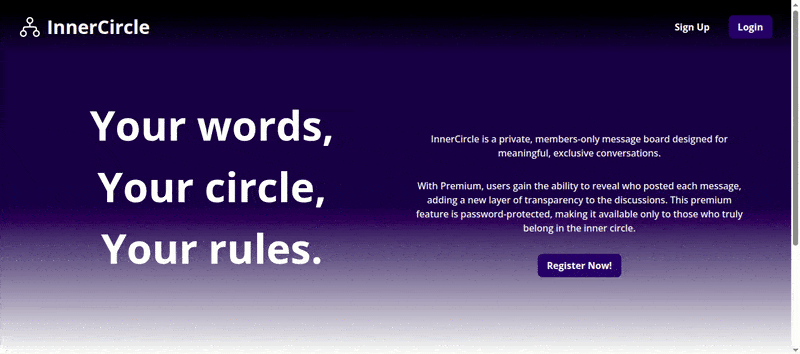 InnerCircle
Sign Up
Login
Your words,
Your circle,
Your rules.
InnerCircle is a private, members-only message board designed for
meaningful, exclusive conversations.
With Premium, users gain the ability to reveal who posted each message,
adding a new layer of transparency to the discussions. This premium
feature is password-protected, making it available only to those who truly
belong in the inner circle.
Register Now!